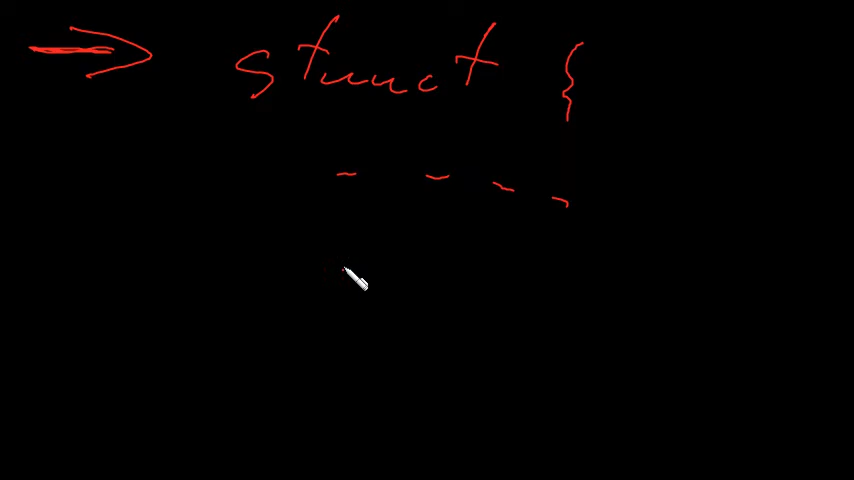 struct {
- - - -